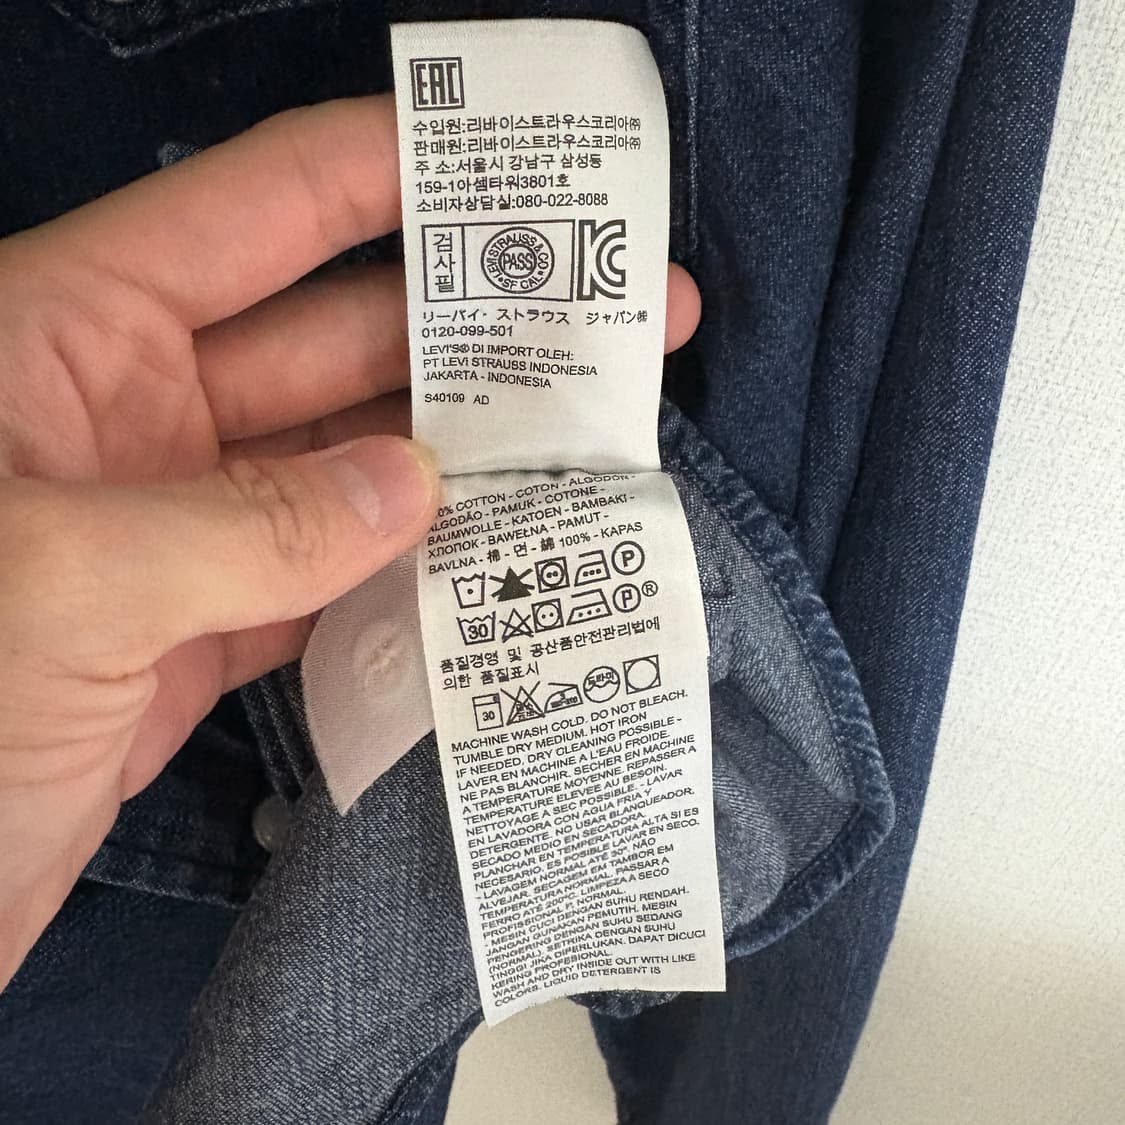 EAC
수입원:리바이스트라우스코리아㈜
판매원:리바이스트라우스코리아㈜
주 소:서울시 강남구 삼성동
159-1아셈타워3801호
소비자상담실:080-022-8088
검사필
LEVI STRAUSS & CO
PASS
SF CAL
リーバイ・ストラウス ジャパン㈱
0120-099-501
LEVI'S® DI IMPORT OLEH:
PT LEVI STRAUSS INDONESIA
JAKARTA - INDONESIA
S40109 AD
0% COTTON - COTON - ALGODÓN -
ALGODÃO - PAMUK - COTONE -
BAUMWOLLE - KATOEN - BAMBAKI -
ХЛОПОК - BAWEŁNA - PAMUT -
BAVLNA - 棉 - 면 - 綿 100% - KAPAS
P
30 P ®
품질경영 및 공산품안전관리법에
의한 품질표시
30 드라이
MACHINE WASH COLD. DO NOT BLEACH.
TUMBLE DRY MEDIUM. HOT IRON
IF NEEDED. DRY CLEANING POSSIBLE -
LAVER EN MACHINE A L'EAU FROIDE.
NE PAS BLANCHIR. SECHER EN MACHINE
A TEMPERATURE MOYENNE. REPASSER A
TEMPERATURE ELEVEE AU BESOIN.
NETTOYAGE A SEC POSSIBLE. - LAVAR
EN LAVADORA CON AGUA FRIA Y
DETERGENTE. NO USAR BLANQUEADOR.
SECADO MEDIO EN SECADORA.
PLANCHAR EN TEMPERATURA ALTA SI ES
NECESARIO. ES POSIBLE LAVAR EN SECO.
- LAVAGEM NORMAL ATÉ 30º. NÃO
ALVEJAR. SECAGEM EM TAMBOR EM
TEMPERATURA NORMAL. PASSAR A
FERRO ATÉ 200ºC. LIMPEZA A SECO
PROFISSIONAL P, NORMAL.
- MESIN CUCI DENGAN SUHU RENDAH.
JANGAN GUNAKAN PEMUTIH. MESIN
PENGERING DENGAN SUHU SEDANG
(NORMAL). SETRIKA DENGAN SUHU
TINGGI JIKA DIPERLUKAN. DAPAT DICUCI
KERING PROFESIONAL.
WASH AND DRY INSIDE OUT WITH LIKE
COLORS. LIQUID DETERGENT IS